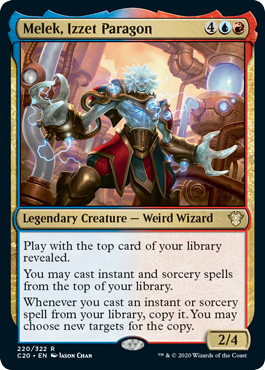 Melek, Izzet Paragon 4
Legendary Creature — Weird Wizard
Play with the top card of your library
revealed.
You may cast instant and sorcery spells
from the top of your library.
Whenever you cast an instant or sorcery
spell from your library, copy it. You may
choose new targets for the copy.
2/4
220/322 R
C20 • EN Jason Chan
™ & © 2020 Wizards of the Coast